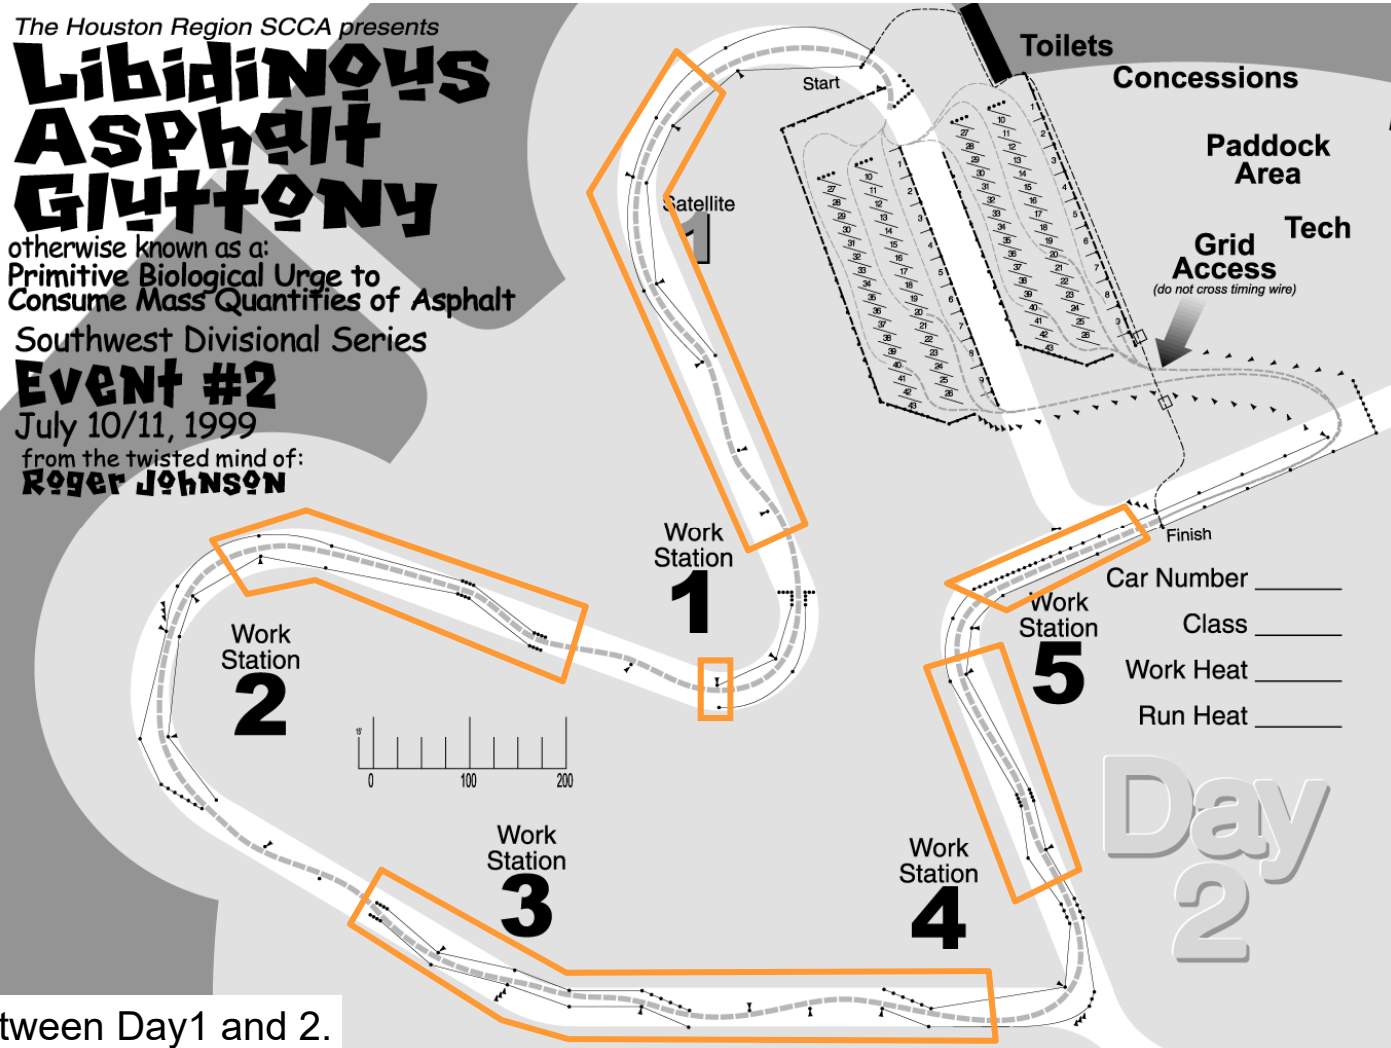 The Houston Region SCCA presents
Libidinous
Asphalt
Gluttony
otherwise known as a:
Primitive Biological Urge to
Consume Mass Quantities of Asphalt
Southwest Divisional Series
Event #2
July 10/11, 1999
from the twisted mind of:
Roger Johnson
Start
Toilets
Concessions
Paddock
Area
Tech
Grid
Access
(do not cross timing wire)
Satellite
1
Finish
Work
Station
1
Work
Station
2
Work
Station
3
Work
Station
4
Work
Station
5
Car Number
Class
Work Heat
Run Heat
0 100 200
Day
2
tween Day1 and 2.